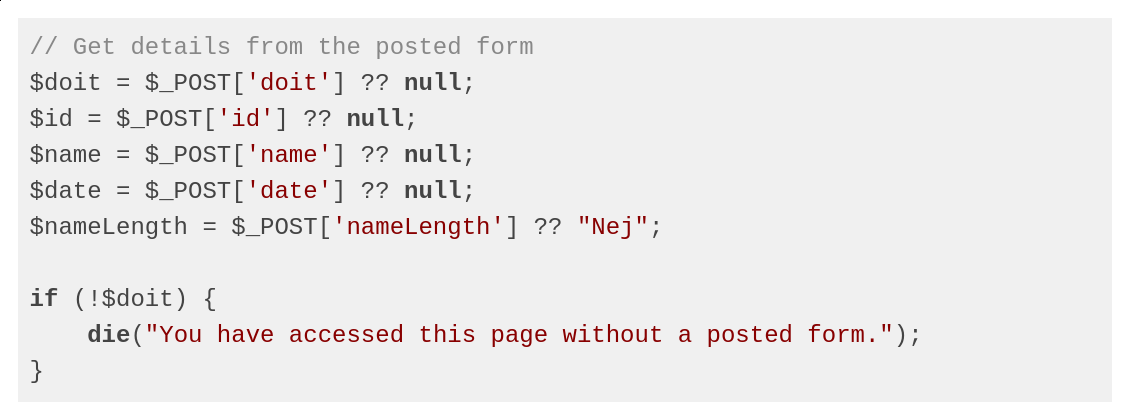 // Get details from the posted form
$doit = $_POST['doit'] ?? null;
$id = $_POST['id'] ?? null;
$name = $_POST['name'] ?? null;
$date = $_POST['date'] ?? null;
$nameLength = $_POST['nameLength'] ?? "Nej";

if (!$doit) {
    die("You have accessed this page without a posted form.");
}